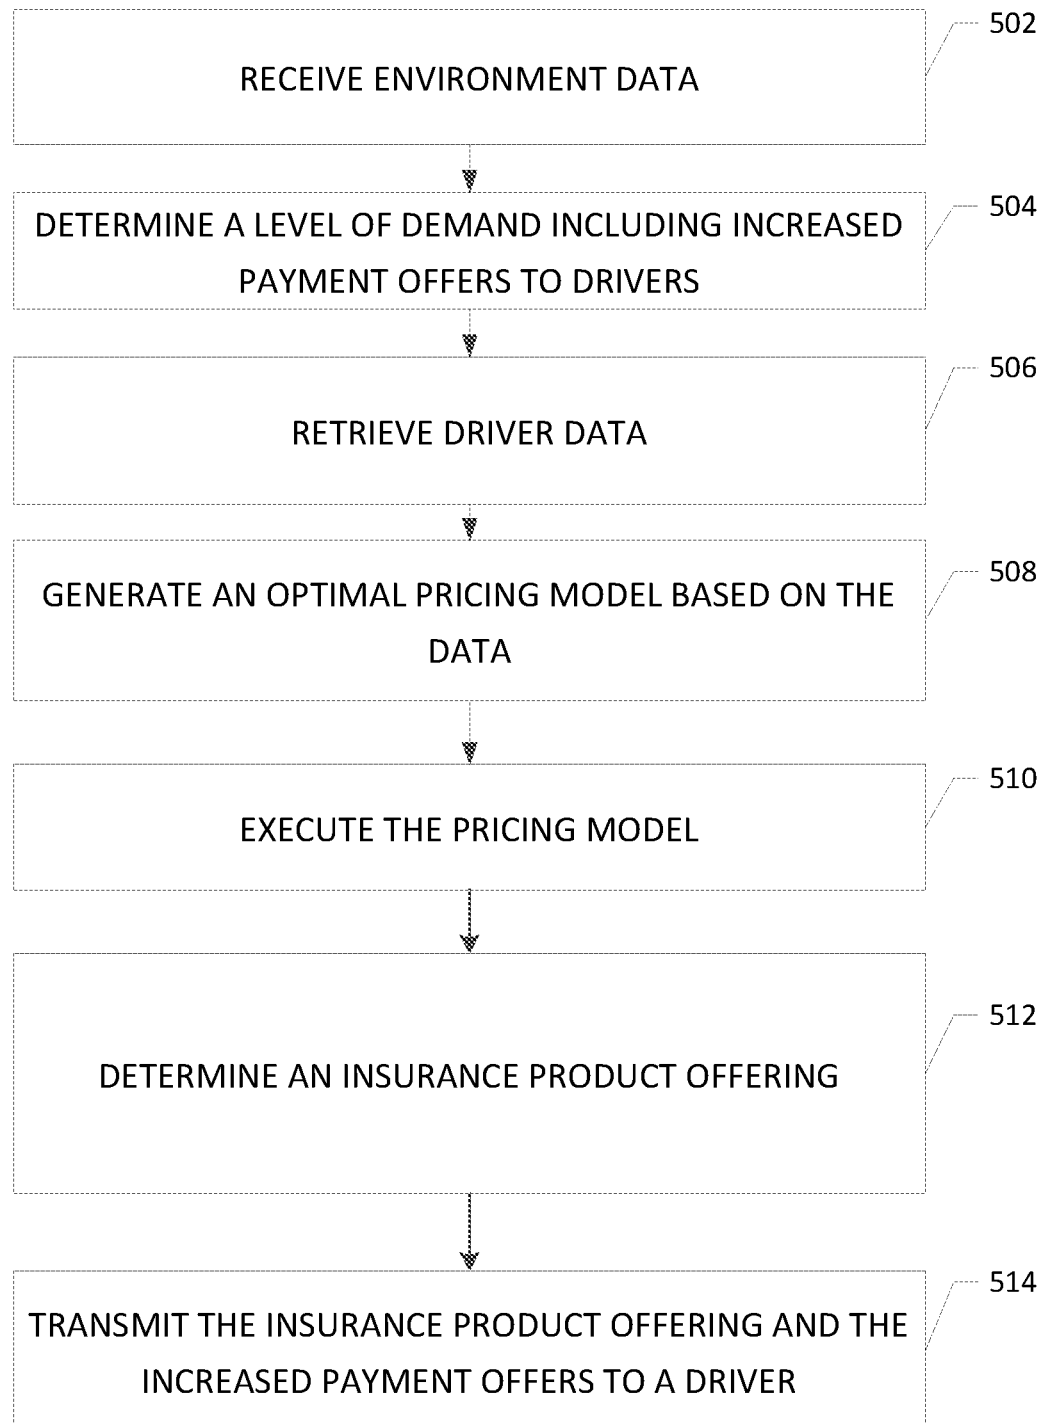 502
RECEIVE ENVIRONMENT DATA
504
DETERMINE A LEVEL OF DEMAND INCLUDING INCREASED
PAYMENT OFFERS TO DRIVERS
506
RETRIEVE DRIVER DATA
508
GENERATE AN OPTIMAL PRICING MODEL BASED ON THE
DATA
510
EXECUTE THE PRICING MODEL
512
DETERMINE AN INSURANCE PRODUCT OFFERING
514
TRANSMIT THE INSURANCE PRODUCT OFFERING AND THE
INCREASED PAYMENT OFFERS TO A DRIVER